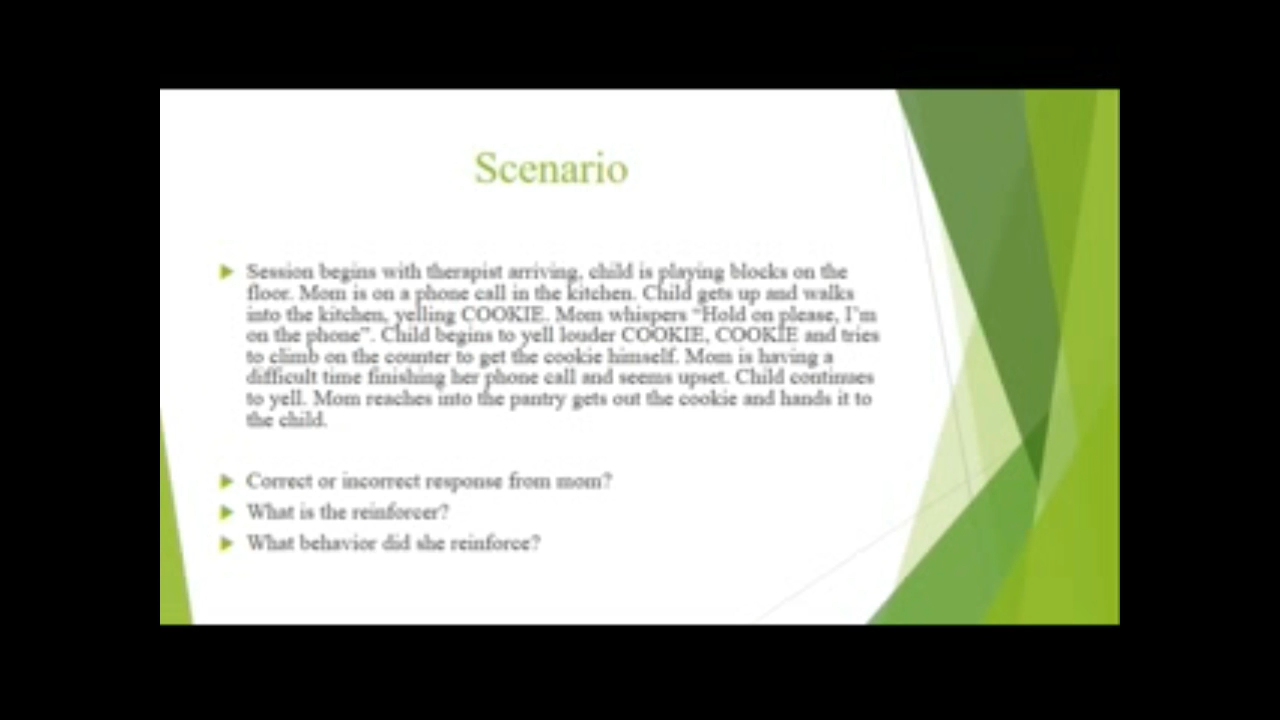 Scenario
Session begins with therapist arriving, child is playing blocks on the
floor. Mom is on a phone call in the kitchen. Child gets up and walks
into the kitchen, yelling COOKIE. Mom whispers “Hold on please, I’m
on the phone”. Child begins to yell louder COOKIE, COOKIE and tries
to climb on the counter to get the cookie himself. Mom is having a
difficult time finishing her phone call and seems upset. Child continues
to yell. Mom reaches into the pantry gets out the cookie and hands it to
the child.
Correct or incorrect response from mom?
What is the reinforcer?
What behavior did she reinforce?